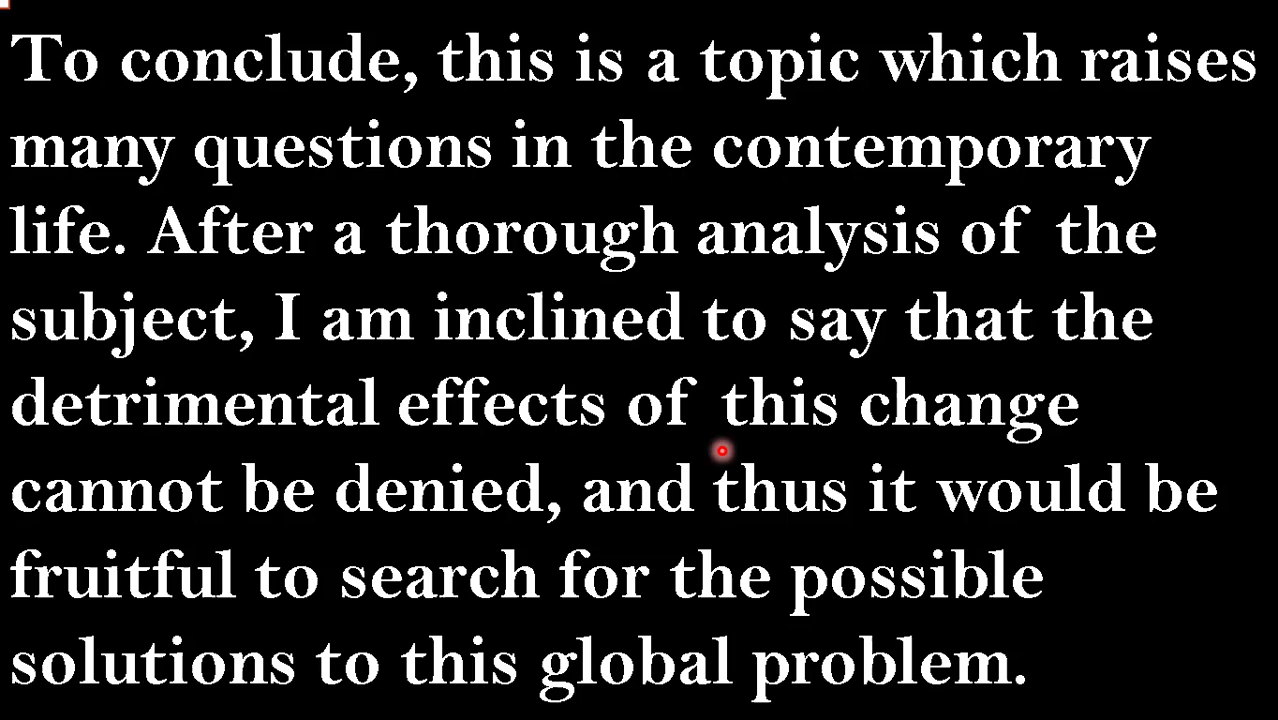 To conclude, this is a topic which raises
many questions in the contemporary
life. After a thorough analysis of the
subject, I am inclined to say that the
detrimental effects of this change
cannot be denied, and thus it would be
fruitful to search for the possible
solutions to this global problem.